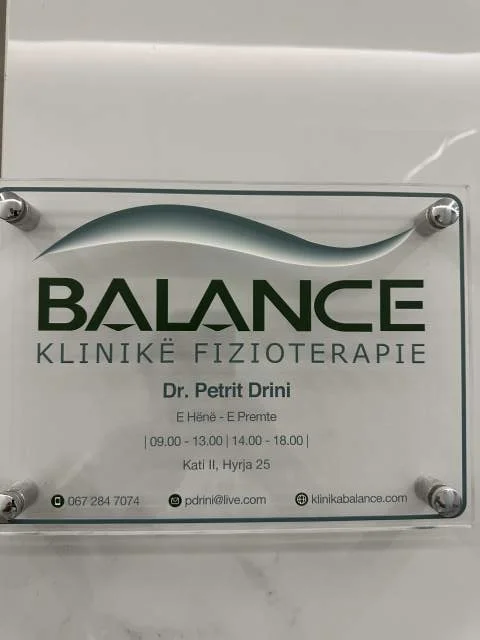 BALANCE
KLINIKË FIZIOTERAPIE
Dr. Petrit Drini
E Hënë - E Premte
| 09.00 - 13.00 | 14.00 - 18.00 |
Kati II, Hyrja 25
067 284 7074 pdrini@live.com klinikabalance.com